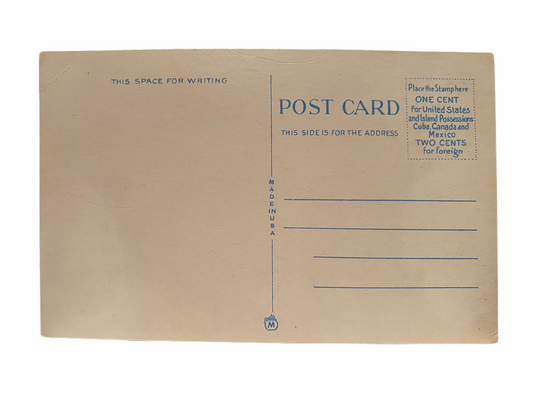 THIS SPACE FOR WRITING
POST CARD
THIS SIDE IS FOR THE ADDRESS
Place the Stamp here
ONE CENT
for United States
and Island Possessions
Cuba, Canada and
Mexico
TWO CENTS
for Foreign
MADE IN USA
M